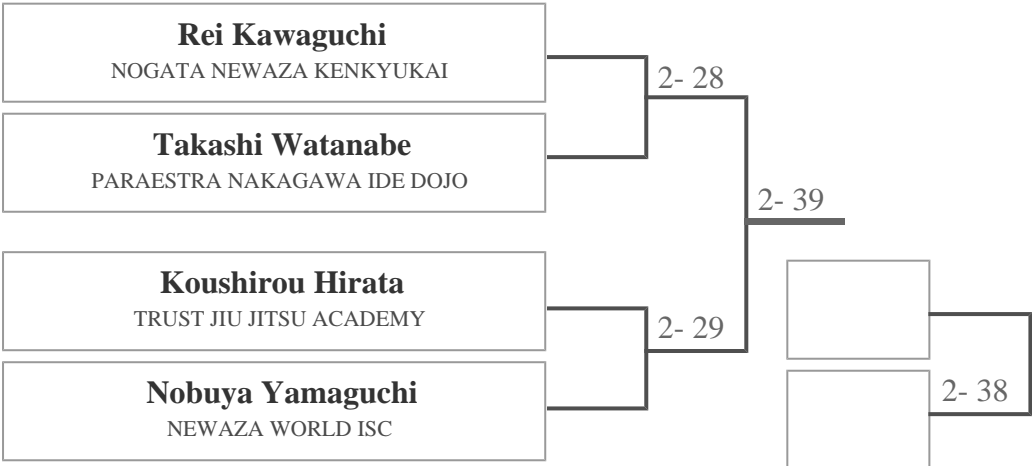 Rei Kawaguchi
NOGATA NEWAZA KENKYUKAI
2- 28
Takashi Watanabe
PARAESTRA NAKAGAWA IDE DOJO
2- 39
Koushirou Hirata
TRUST JIU JITSU ACADEMY
2- 29
Nobuya Yamaguchi
NEWAZA WORLD ISC
2- 38